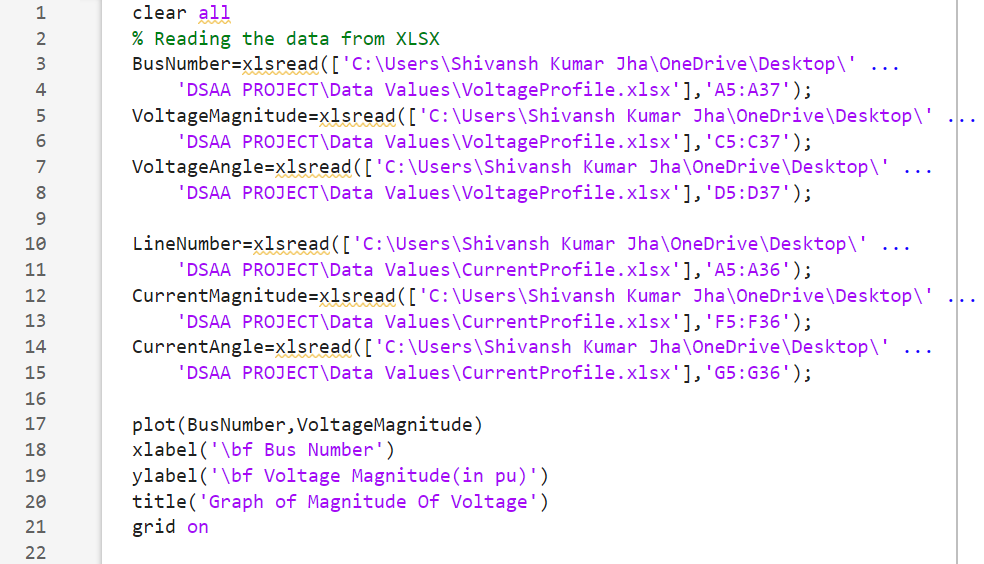 1 clear all
2 % Reading the data from XLSX
3 BusNumber=xlsread(['C:\Users\Shivansh Kumar Jha\OneDrive\Desktop\' ...
4 'DSAA PROJECT\Data Values\VoltageProfile.xlsx'],'A5:A37');
5 VoltageMagnitude=xlsread(['C:\Users\Shivansh Kumar Jha\OneDrive\Desktop\' ...
6 'DSAA PROJECT\Data Values\VoltageProfile.xlsx'],'C5:C37');
7 VoltageAngle=xlsread(['C:\Users\Shivansh Kumar Jha\OneDrive\Desktop\' ...
8 'DSAA PROJECT\Data Values\VoltageProfile.xlsx'],'D5:D37');
9
10 LineNumber=xlsread(['C:\Users\Shivansh Kumar Jha\OneDrive\Desktop\' ...
11 'DSAA PROJECT\Data Values\CurrentProfile.xlsx'],'A5:A36');
12 CurrentMagnitude=xlsread(['C:\Users\Shivansh Kumar Jha\OneDrive\Desktop\' ...
13 'DSAA PROJECT\Data Values\CurrentProfile.xlsx'],'F5:F36');
14 CurrentAngle=xlsread(['C:\Users\Shivansh Kumar Jha\OneDrive\Desktop\' ...
15 'DSAA PROJECT\Data Values\CurrentProfile.xlsx'],'G5:G36');
16
17 plot(BusNumber,VoltageMagnitude)
18 xlabel('\bf Bus Number')
19 ylabel('\bf Voltage Magnitude(in pu)')
20 title('Graph of Magnitude Of Voltage')
21 grid on
22